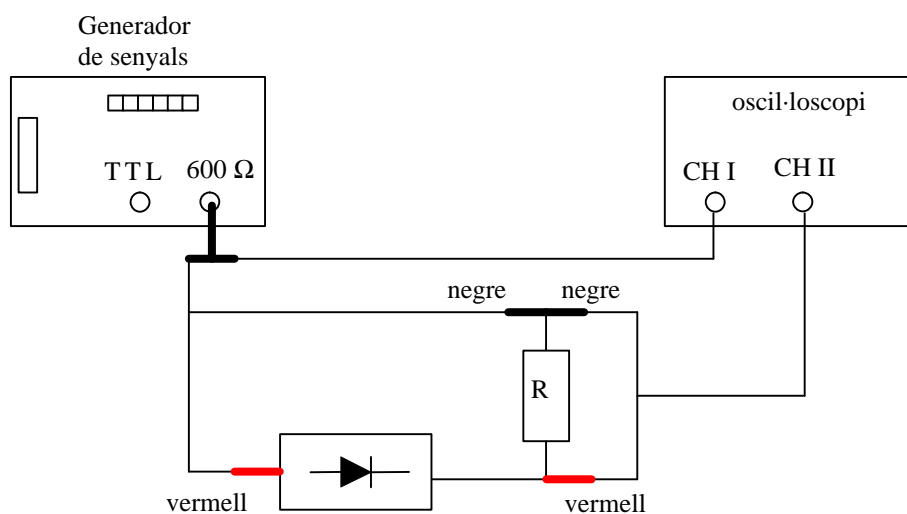 Generador
de senyals
oscil·loscopi
T T L
600 Ω
CH I
CH II
negre
negre
R
vermell
vermell